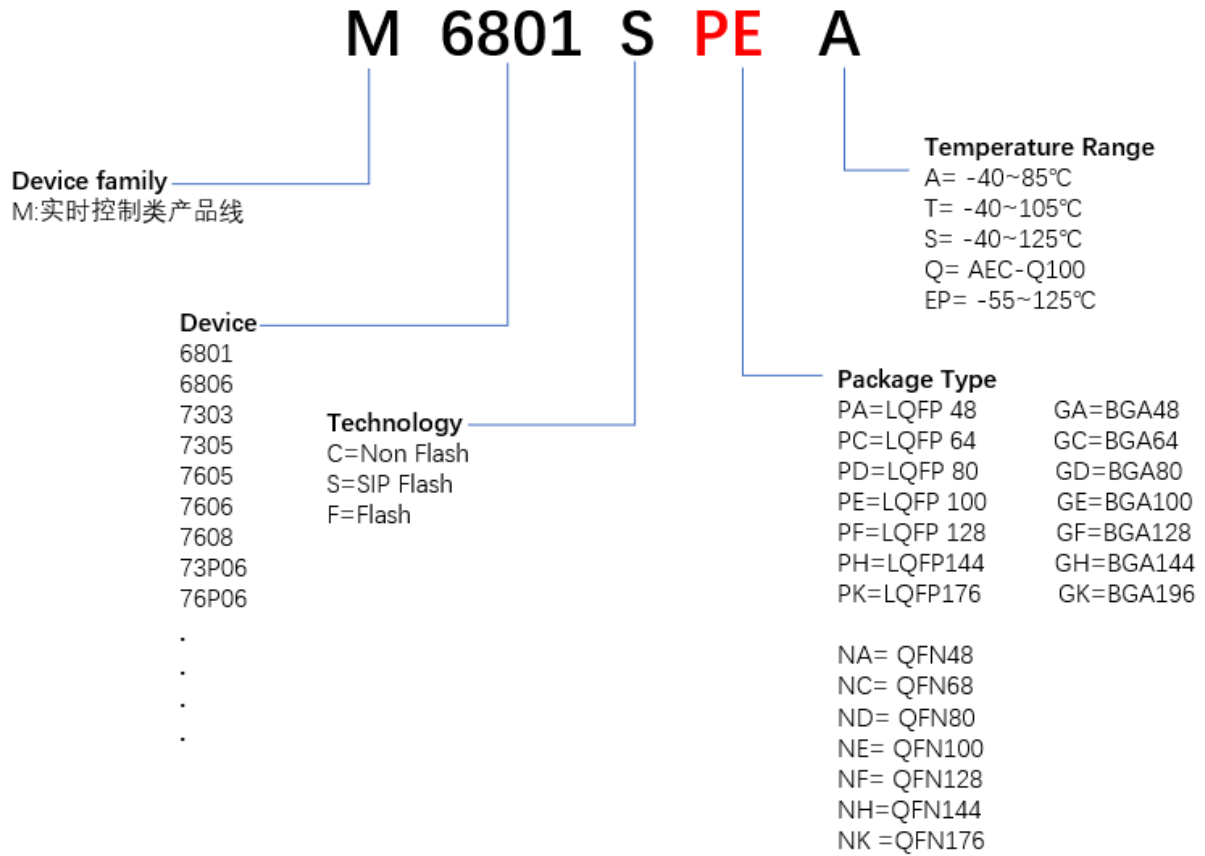 M 6801 S PE A
Device family
M:实时控制类产品线
Temperature Range
A= -40~85℃
T= -40~105℃
S= -40~125℃
Q= AEC-Q100
EP= -55~125℃
Device
6801
6806
7303
7305
7605
7606
7608
73P06
76P06
.
.
.
.
Technology
C=Non Flash
S=SIP Flash
F=Flash
Package Type
PA=LQFP 48 GA=BGA48
PC=LQFP 64 GC=BGA64
PD=LQFP 80 GD=BGA80
PE=LQFP 100 GE=BGA100
PF=LQFP 128 GF=BGA128
PH=LQFP144 GH=BGA144
PK=LQFP176 GK=BGA196
NA= QFN48
NC= QFN68
ND= QFN80
NE= QFN100
NF= QFN128
NH=QFN144
NK =QFN176